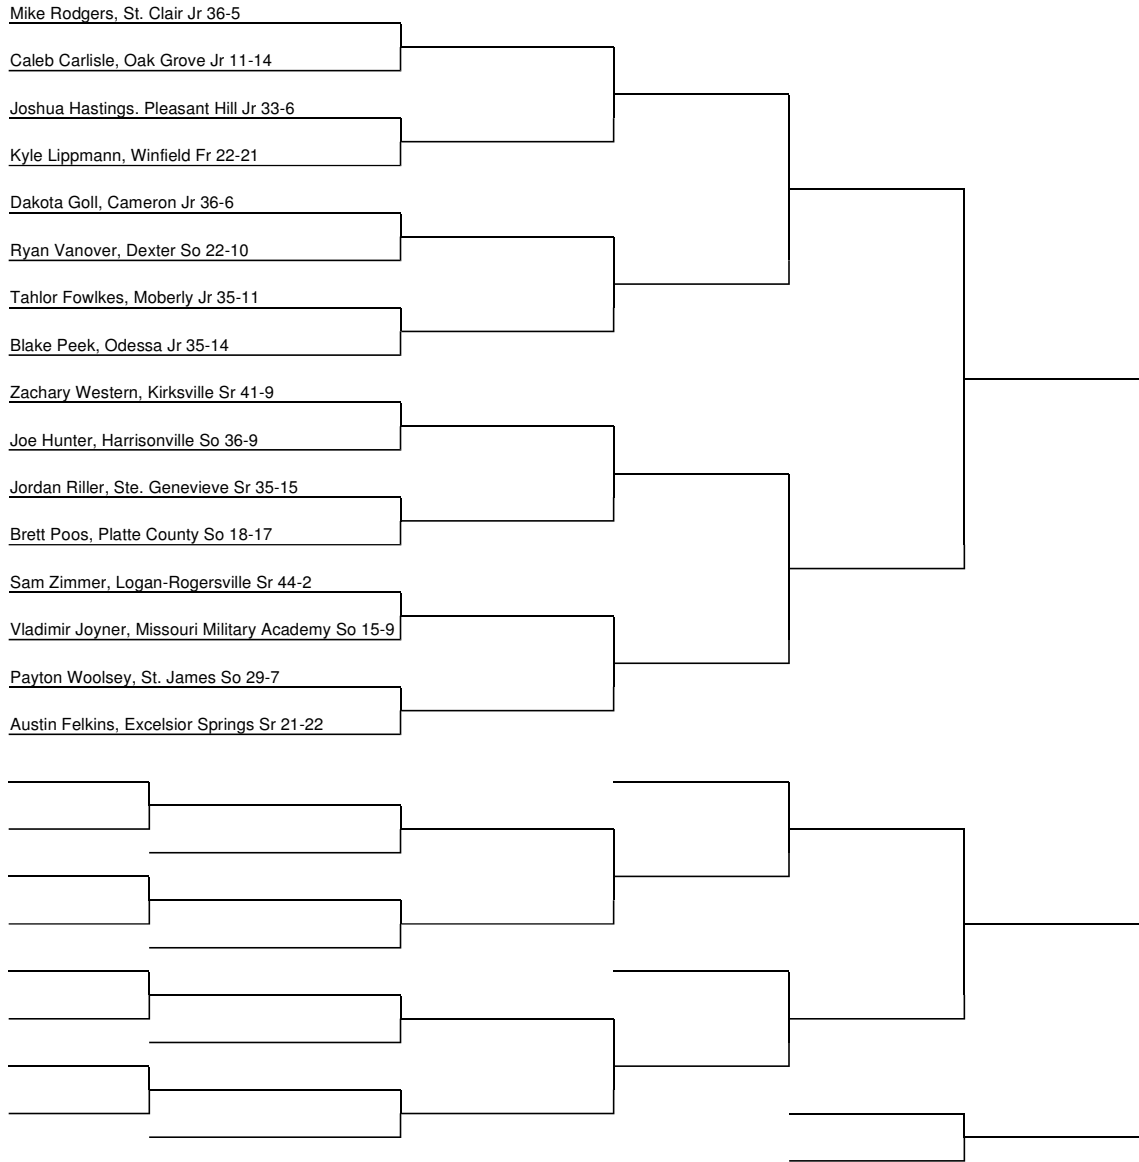 Mike Rodgers, St. Clair Jr 36-5
Caleb Carlisle, Oak Grove Jr 11-14
Joshua Hastings. Pleasant Hill Jr 33-6
Kyle Lippmann, Winfield Fr 22-21
Dakota Goll, Cameron Jr 36-6
Ryan Vanover, Dexter So 22-10
Tahlor Fowlkes, Moberly Jr 35-11
Blake Peek, Odessa Jr 35-14
Zachary Western, Kirksville Sr 41-9
Joe Hunter, Harrisonville So 36-9
Jordan Riller, Ste. Genevieve Sr 35-15
Brett Poos, Platte County So 18-17
Sam Zimmer, Logan-Rogersville Sr 44-2
Vladimir Joyner, Missouri Military Academy So 15-9
Payton Woolsey, St. James So 29-7
Austin Felkins, Excelsior Springs Sr 21-22